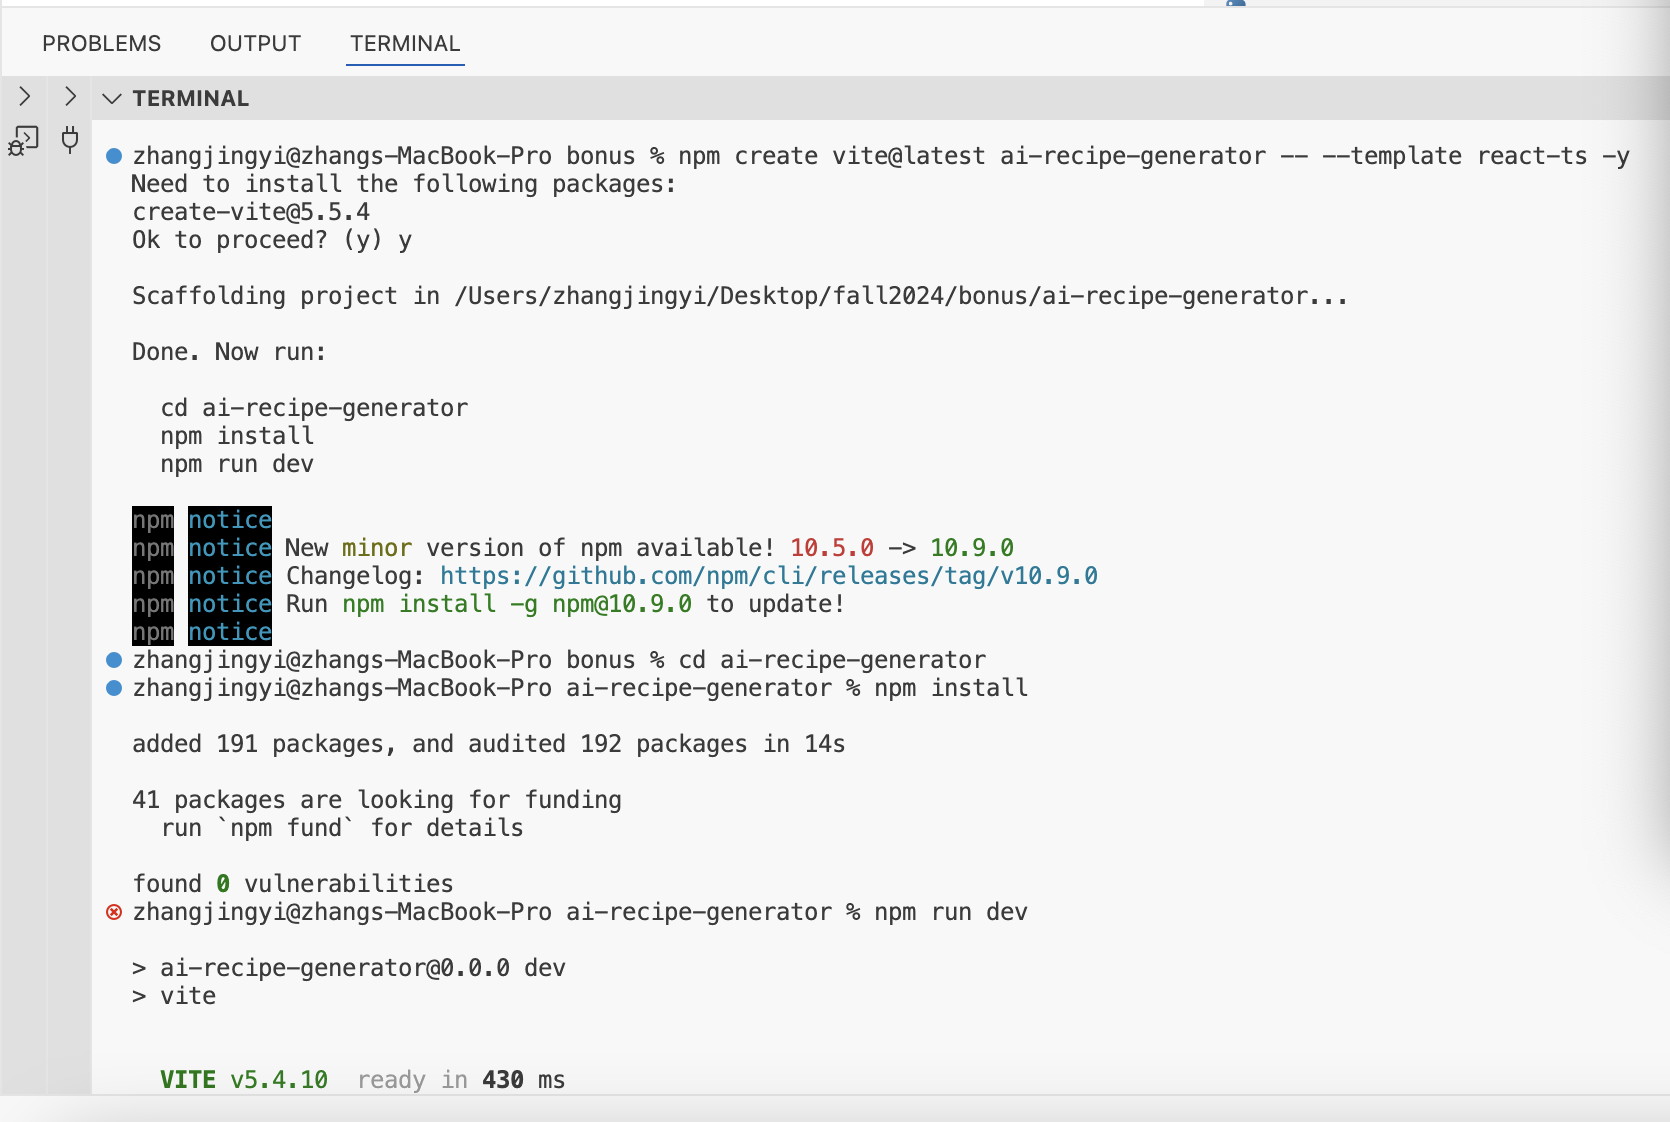 PROBLEMS OUTPUT TERMINAL
TERMINAL
zhangjingyi@zhangs-MacBook-Pro bonus % npm create vite@latest ai-recipe-generator -- --template react-ts -y
Need to install the following packages:
create-vite@5.5.4
Ok to proceed? (y) y
Scaffolding project in /Users/zhangjingyi/Desktop/fall2024/bonus/ai-recipe-generator...
Done. Now run:
cd ai-recipe-generator
npm install
npm run dev
npm notice
npm notice New minor version of npm available! 10.5.0 -> 10.9.0
npm notice Changelog: https://github.com/npm/cli/releases/tag/v10.9.0
npm notice Run npm install -g npm@10.9.0 to update!
npm notice
zhangjingyi@zhangs-MacBook-Pro bonus % cd ai-recipe-generator
zhangjingyi@zhangs-MacBook-Pro ai-recipe-generator % npm install
added 191 packages, and audited 192 packages in 14s
41 packages are looking for funding
run `npm fund` for details
found 0 vulnerabilities
zhangjingyi@zhangs-MacBook-Pro ai-recipe-generator % npm run dev
> ai-recipe-generator@0.0.0 dev
> vite
VITE v5.4.10 ready in 430 ms